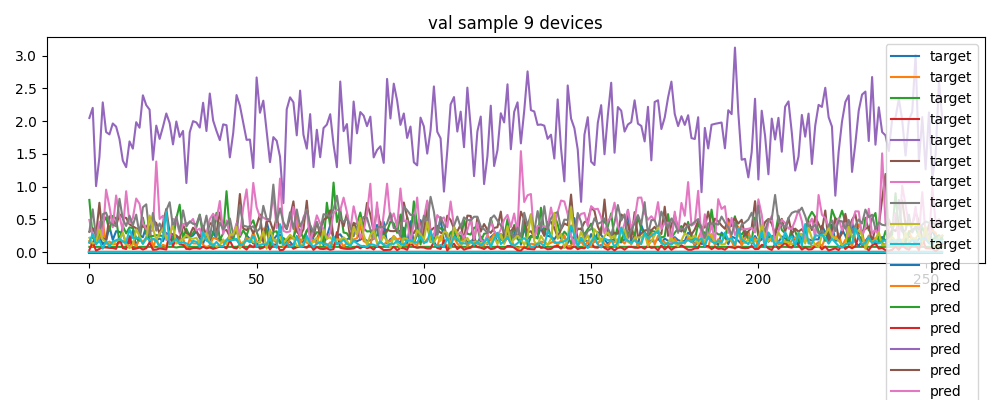 val sample 9 devices
3.0
2.5
2.0
1.5
1.0
0.5
0.0
0
50
100
150
200
250
target
target
target
target
target
target
target
target
target
target
pred
pred
pred
pred
pred
pred
pred